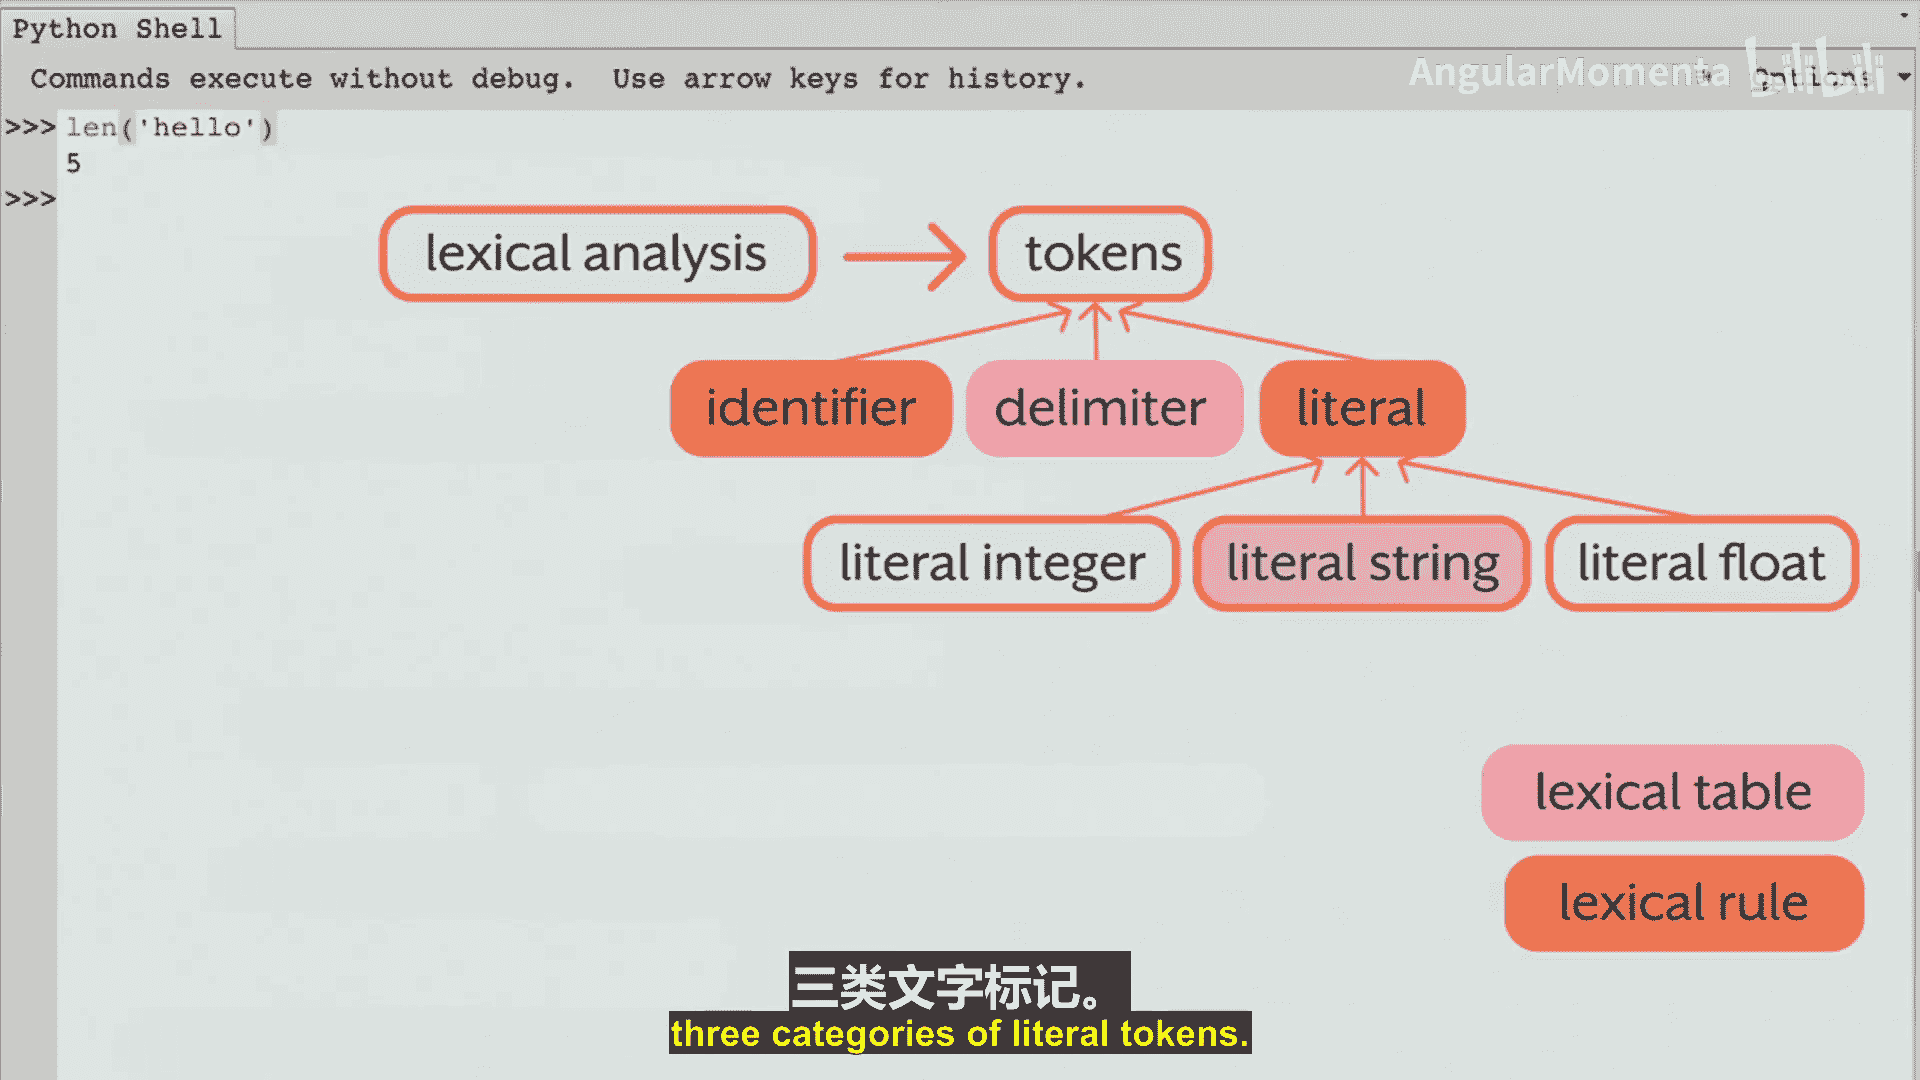 Python Shell
Commands execute without debug.  Use arrow keys for history.
AngularMomenta
bilibili
Options
>>> len('hello')
5
>>>
lexical analysis
tokens
identifier
delimiter
literal
literal integer
literal string
literal float
lexical table
lexical rule
三类文字标记。
three categories of literal tokens.